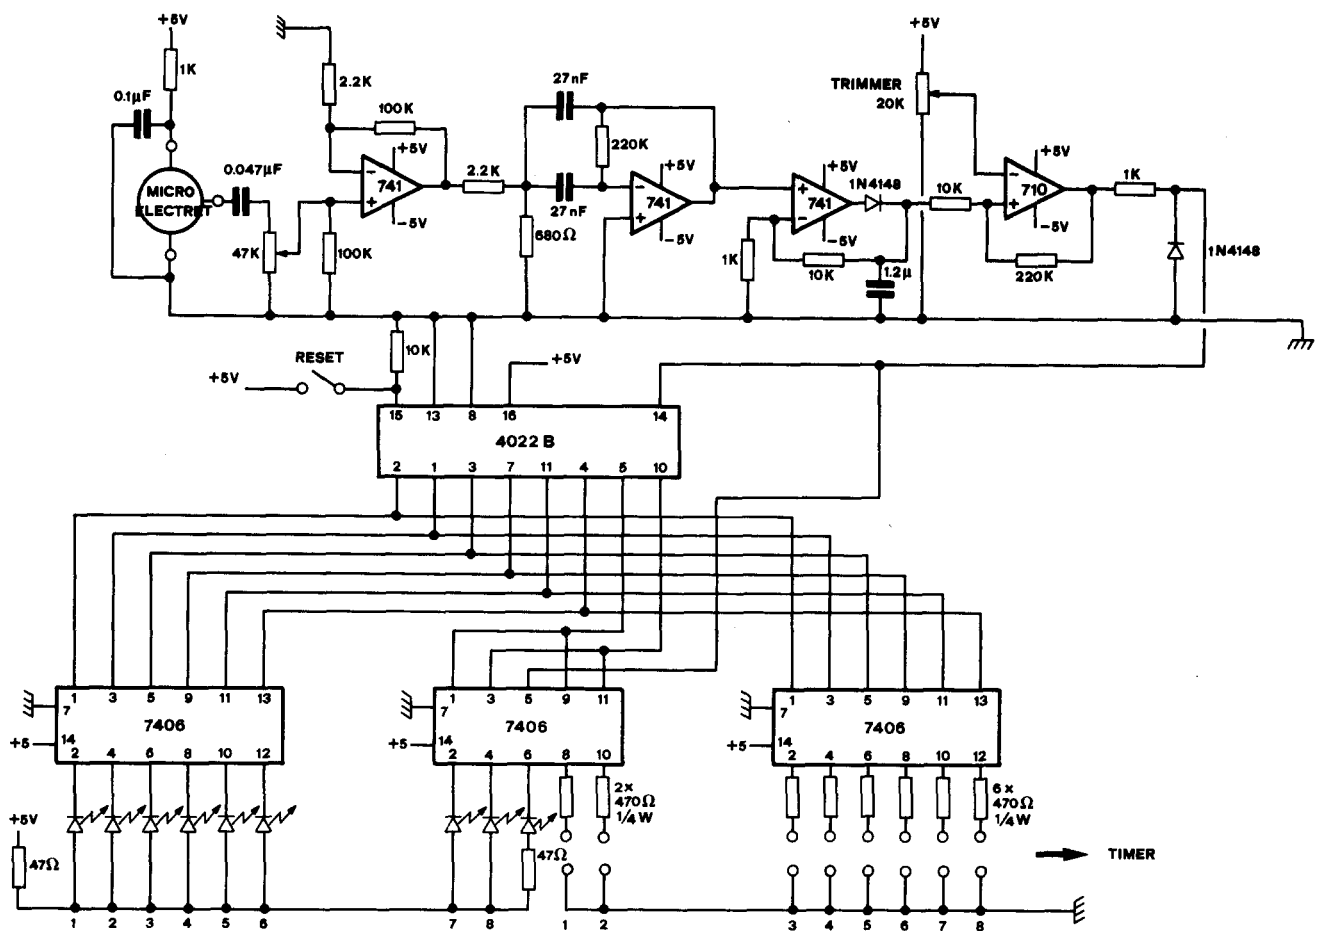 +5V
1K
0.1µF
MICRO
ELECTRET
0.047µF
47K
2.2K
100K
+5V
741
-5V
100K
2.2K
680Ω
27nF
220K
27nF
+5V
741
-5V
+5V
741
-5V
1N4148
1K
10K
1.2µ
10K
+5V
TRIMMER
20K
+5V
710
-5V
220K
1K
1N4148
10K
RESET
+5V
+5V
15 13 8 16 14
4022 B
2 1 3 7 11 4 5 10
1 3 5 9 11 13
7
7406
14
+5
2 4 6 8 10 12
1 3 5 9 11
7
7406
14
+5
2 4 6 8 10
1 3 5 9 11 13
7
7406
14
+5
2 4 6 8 10 12
+5V
47Ω
47Ω
2×
470Ω
1/4W
6×
470Ω
1/4W
TIMER
1 2 3 4 5 6 7 8 1 2 3 4 5 6 7 8